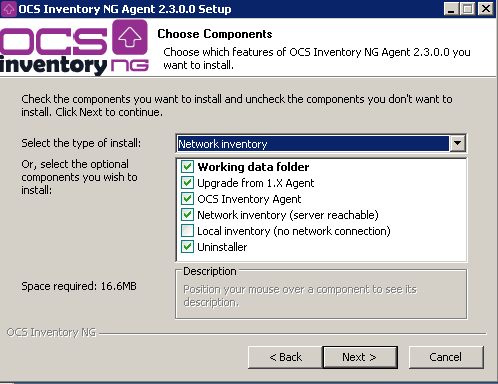 OCS Inventory NG Agent 2.3.0.0 Setup
OCS
inventory NG
Choose Components
Choose which features of OCS Inventory NG Agent 2.3.0.0 you
want to install.
Check the components you want to install and uncheck the components you don't want to
install. Click Next to continue.
Select the type of install:
Network inventory
Or, select the optional
components you wish to
install:
Working data folder
Upgrade from 1.X Agent
OCS Inventory Agent
Network inventory (server reachable)
Local inventory (no network connection)
Uninstaller
Space required: 16.6MB
Description
Position your mouse over a component to see its
description.
OCS Inventory NG
< Back
Next >
Cancel